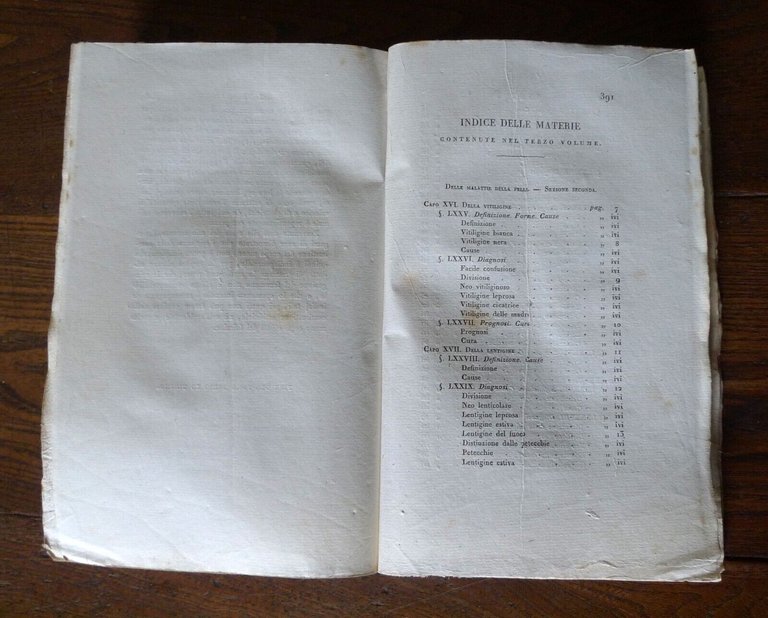 391
INDICE DELLE MATERIE
CONTENUTE NEL TERZO VOLUME.
DELLE MALATTIE DELLA PELLE. — SEZIONE SECONDA.
CAPO XVI. DELLA VITILIGINE . . . . pag. 7
§. LXXV. Definizione. Forme. Cause . . . „ ivi
Definizione . . . . . „ ivi
Vitiligine bianca . . . . . „ ivi
Vitiligine nera . . . . . „ 8
Cause . . . . . „ ivi
§. LXXVI. Diagnosi . . . . . „ ivi
Facile confusione . . . . . „ ivi
Divisione . . . . . „ 9
Neo vitiliginoso . . . . . „ ivi
Vitiligine leprosa . . . . . „ ivi
Vitiligine cicatrice . . . . . „ ivi
Vitiligine delle madri . . . . . „ ivi
§. LXXVII. Prognosi. Cura . . . . . „ 10
Prognosi . . . . . „ ivi
Cura . . . . . „ ivi
CAPO XVII. DELLA LENTIGINE . . . . . „ 11
§. LXXVIII. Definizione. Cause . . . . „ ivi
Definizione . . . . . „ ivi
Cause . . . . . „ ivi
§. LXXIX. Diagnosi . . . . . „ 12
Divisione . . . . . „ ivi
Neo lenticolare . . . . . „ ivi
Lentigine leprosa . . . . . „ ivi
Lentigine estiva . . . . . „ ivi
Lentigine del fuoco . . . . . „ 13
Distinzione dalle petecchie . . . . „ ivi
Petecchie . . . . . „ ivi
Lentigine estiva . . . . . „ ivi